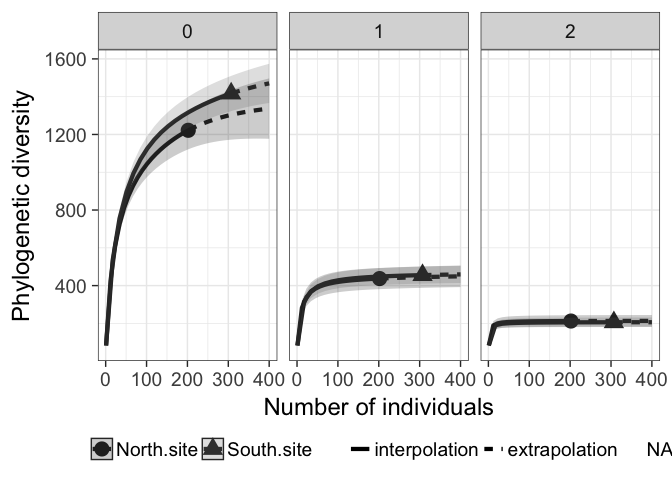 0 1 2
1600
1200
800
400
Phylogenetic diversity
0 100 200 300 400 0 100 200 300 400 0 100 200 300 400
Number of individuals
North.site South.site interpolation extrapolation NA